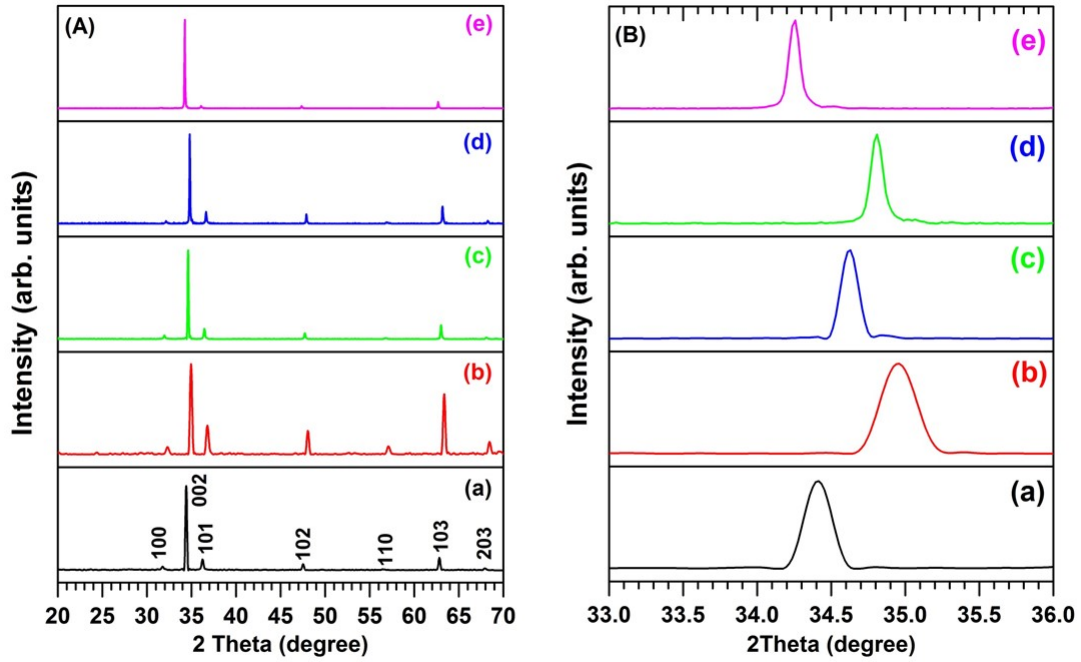 (A)
(e)
(d)
(c)
(b)
(a)
100
002
101
102
110
103
203
20 25 30 35 40 45 50 55 60 65 70
2 Theta (degree)
Intensity (arb. units)
(B)
(e)
(d)
(c)
(b)
(a)
33.0 33.5 34.0 34.5 35.0 35.5 36.0
2Theta (degree)
Intensity (arb. units)